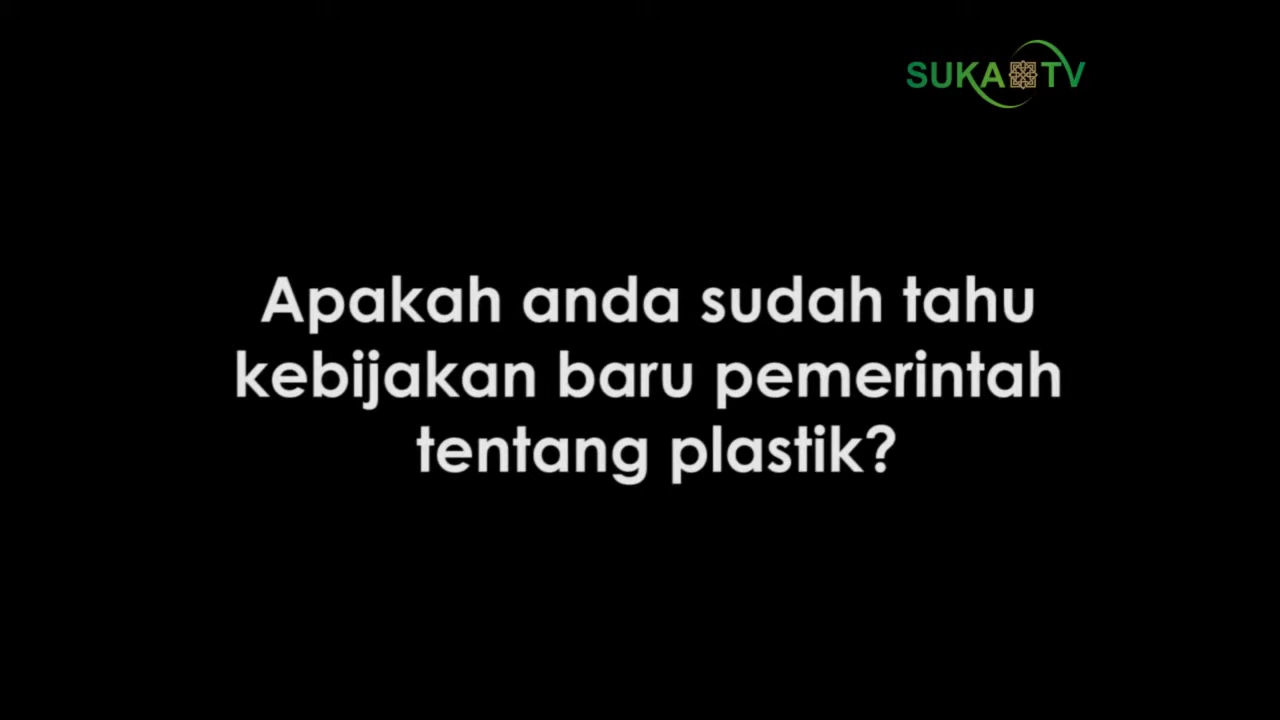 SUKA TV
Apakah anda sudah tahu
kebijakan baru pemerintah
tentang plastik?